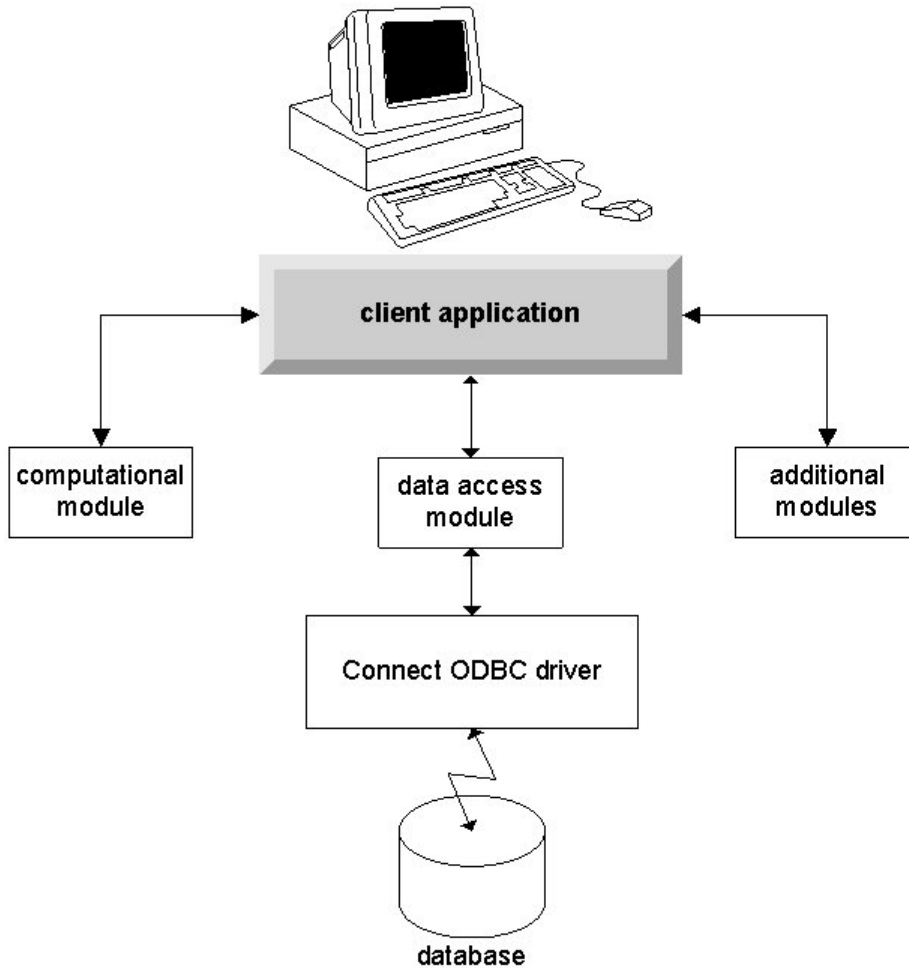 client application
computational
module
data access
module
additional
modules
Connect ODBC driver
database